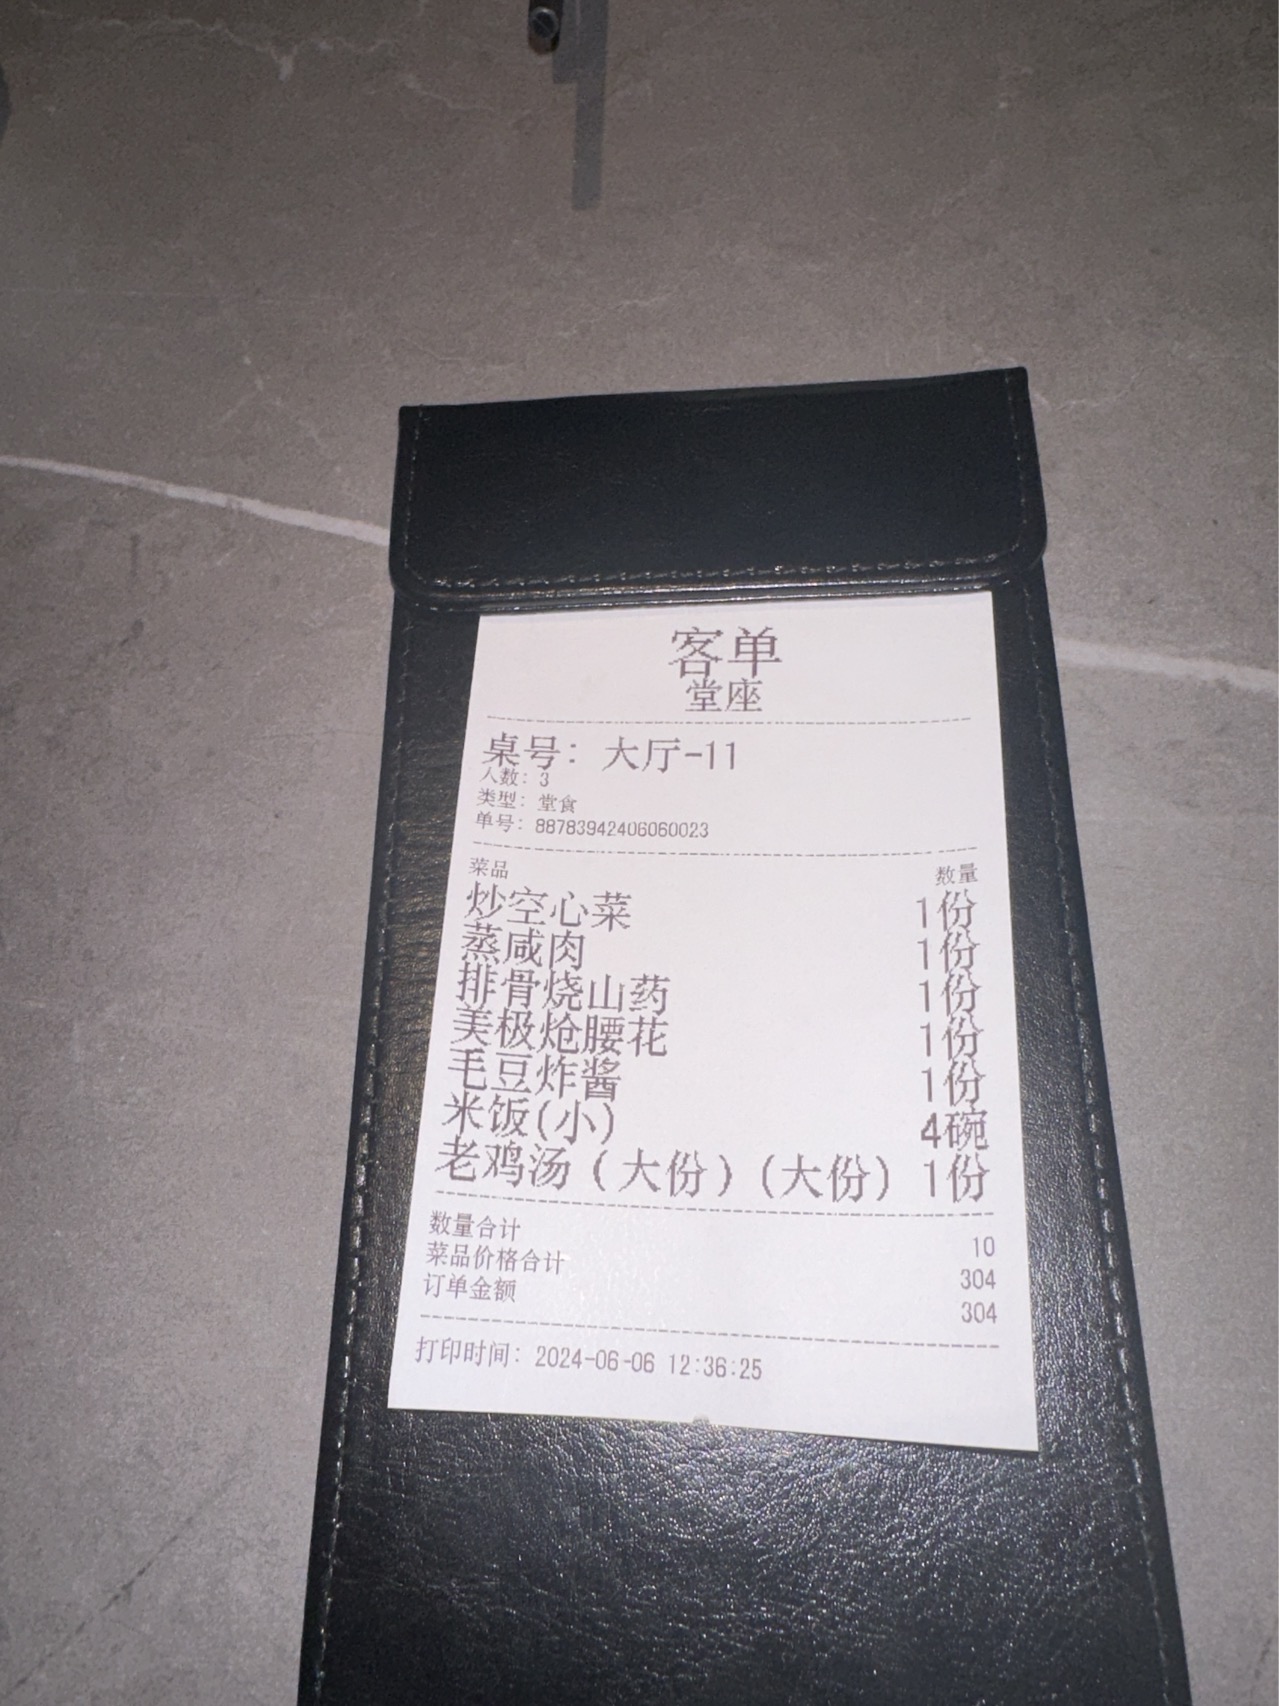 客单
堂座
桌号: 大厅-11
人数: 3
类型: 堂食
单号: 88783942406060023
菜品 数量
炒空心菜 1份
蒸咸肉 1份
排骨烧山药 1份
美极炝腰花 1份
毛豆炸酱 1份
米饭(小) 4碗
老鸡汤（大份）(大份) 1份
数量合计 10
菜品价格合计 304
订单金额 304
打印时间: 2024-06-06 12:36:25